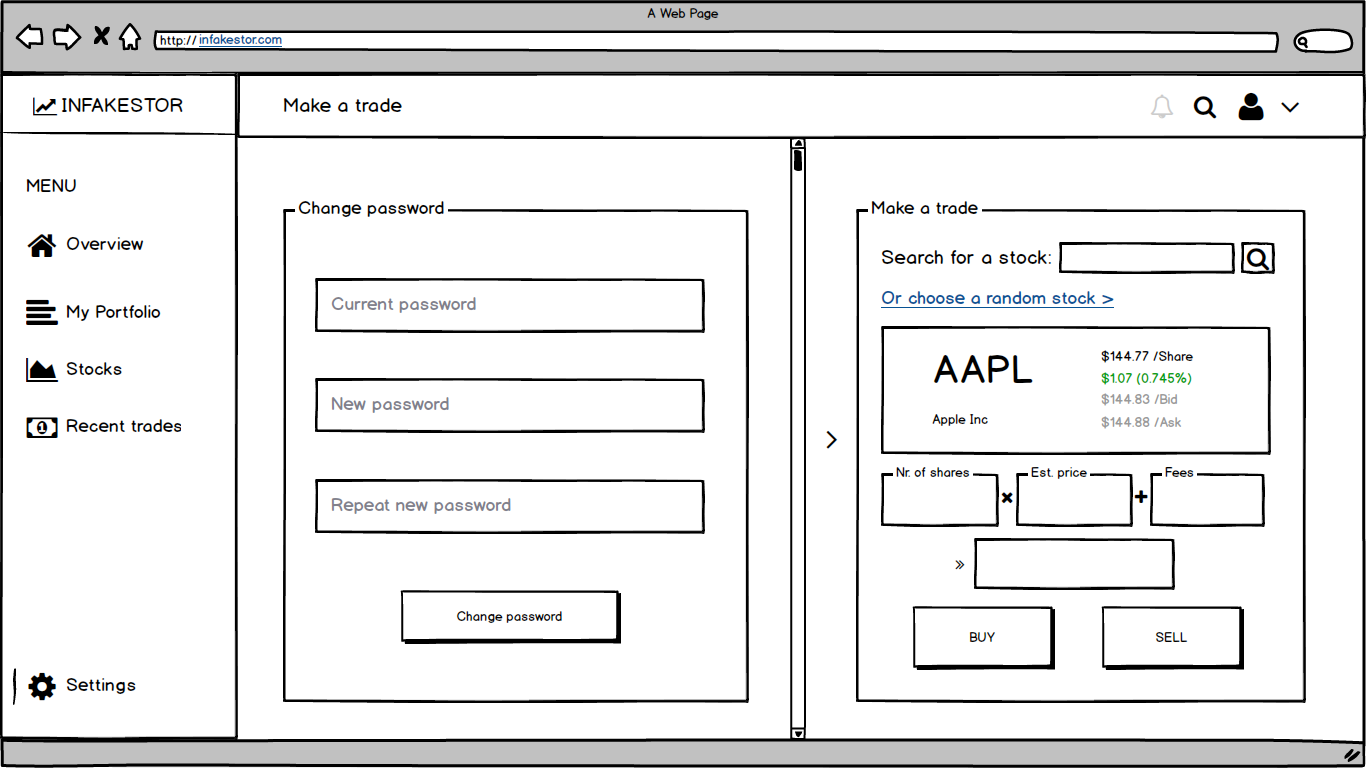 A Web Page
http://infakestor.com
INFAKESTOR
Make a trade
MENU
Overview
My Portfolio
Stocks
Recent trades
Settings
Change password
Current password
New password
Repeat new password
Change password
Make a trade
Search for a stock:
Or choose a random stock >
AAPL
Apple Inc
$144.77 /Share
$1.07 (0.745%)
$144.83 /Bid
$144.88 /Ask
Nr. of shares
Est. price
Fees
BUY
SELL